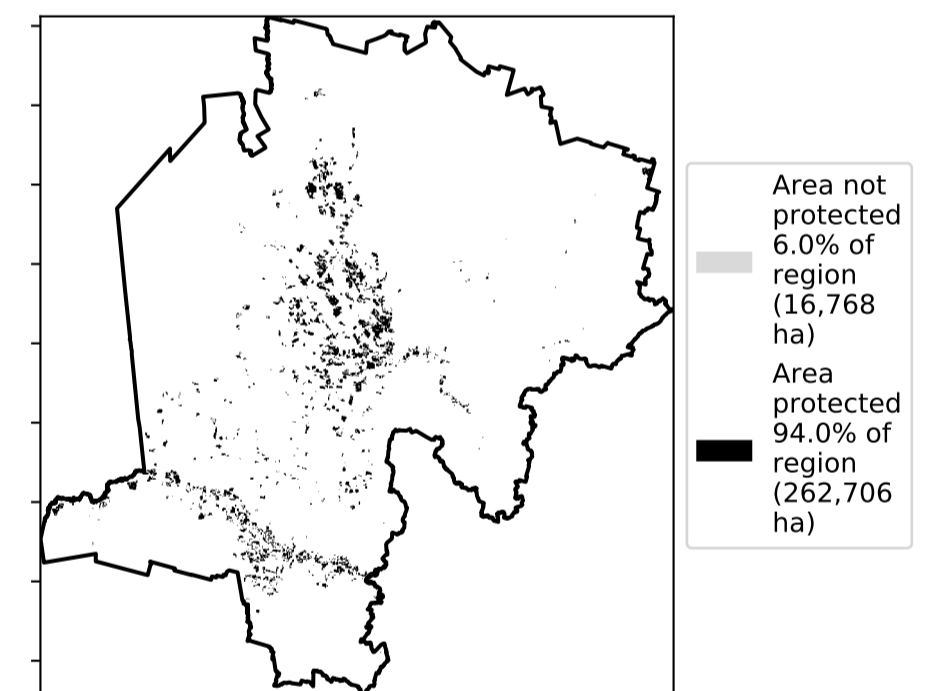 Area not
protected
6.0% of
region
(16,768
ha)
Area
protected
94.0% of
region
(262,706
ha)